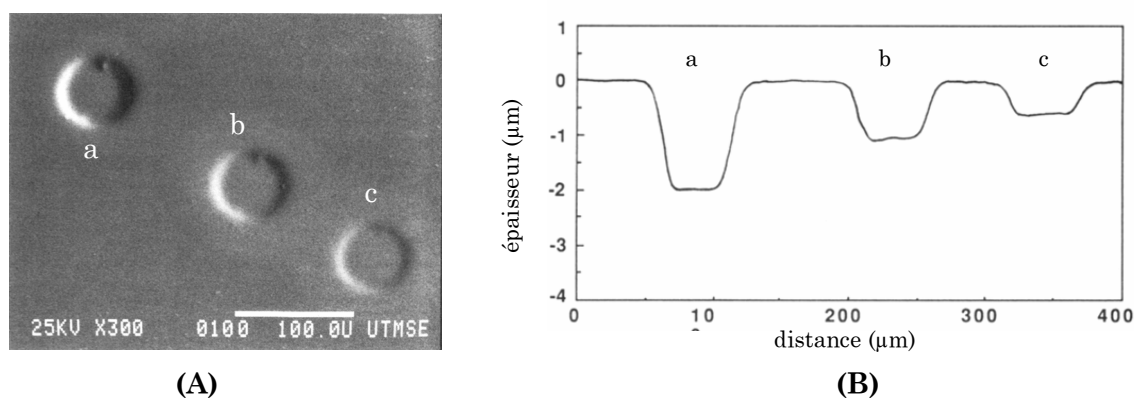 a
b
c
25KV X300 0100 100.0U UTMSE
(A)
épaisseur (µm)
1
0
-1
-2
-3
-4
a b c
0 10 200 300 400
distance (µm)
(B)